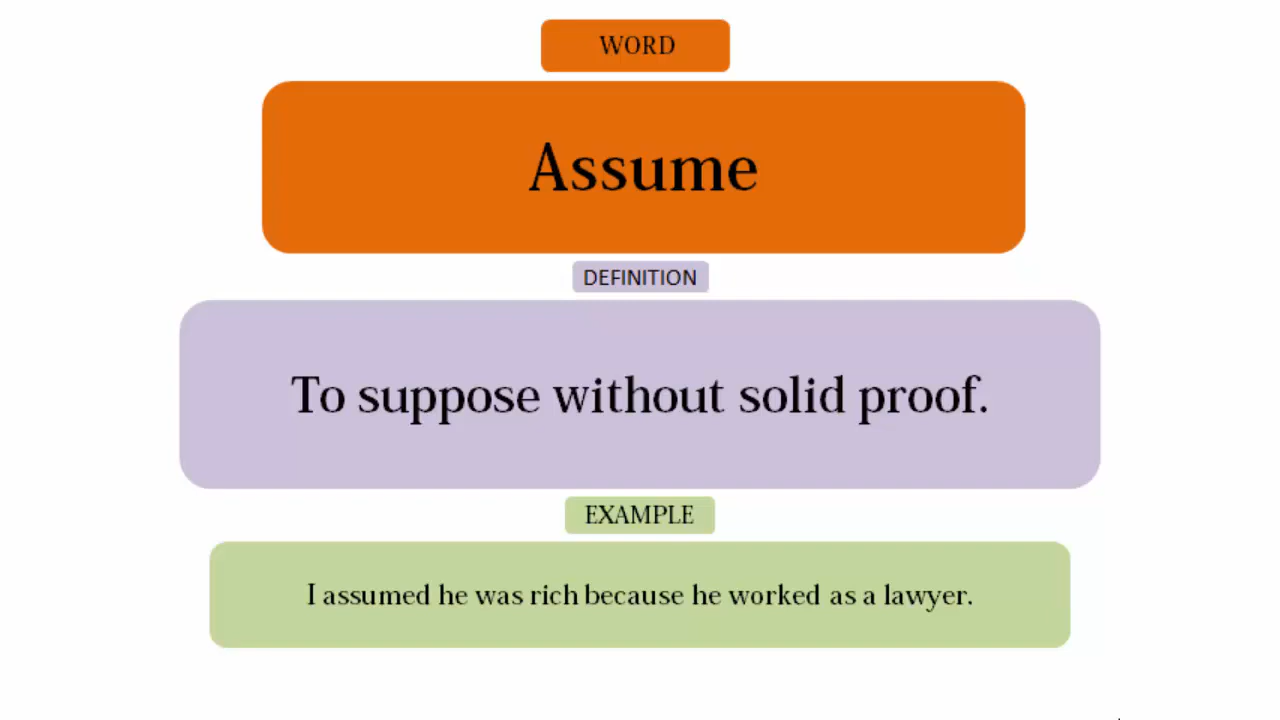 WORD
Assume
DEFINITION
To suppose without solid proof.
EXAMPLE
I assumed he was rich because he worked as a lawyer.